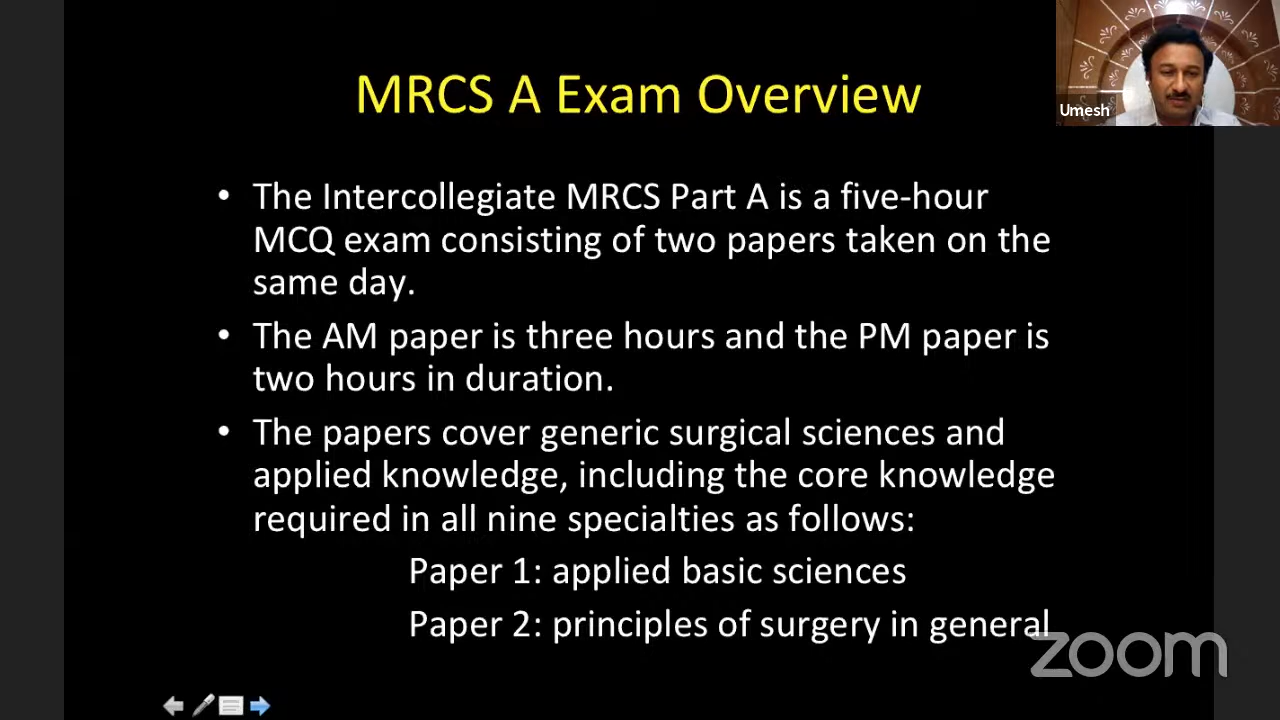 MRCS A Exam Overview
Umesh
• The Intercollegiate MRCS Part A is a five-hour
MCQ exam consisting of two papers taken on the
same day.
• The AM paper is three hours and the PM paper is
two hours in duration.
• The papers cover generic surgical sciences and
applied knowledge, including the core knowledge
required in all nine specialties as follows:
Paper 1: applied basic sciences
Paper 2: principles of surgery in general
zoom